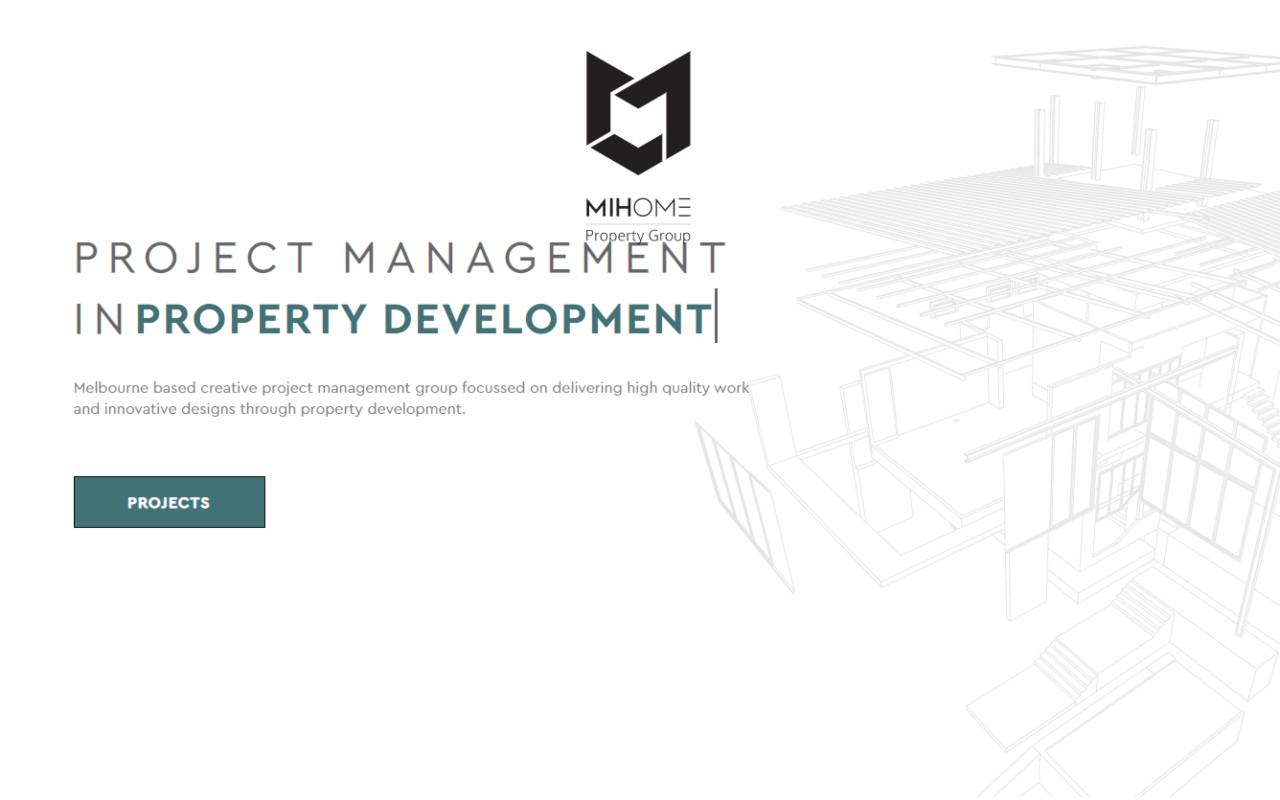 MIHOME
Property Group
PROJECT MANAGEMENT
IN PROPERTY DEVELOPMENT
Melbourne based creative project management group focussed on delivering high quality work
and innovative designs through property development.
PROJECTS